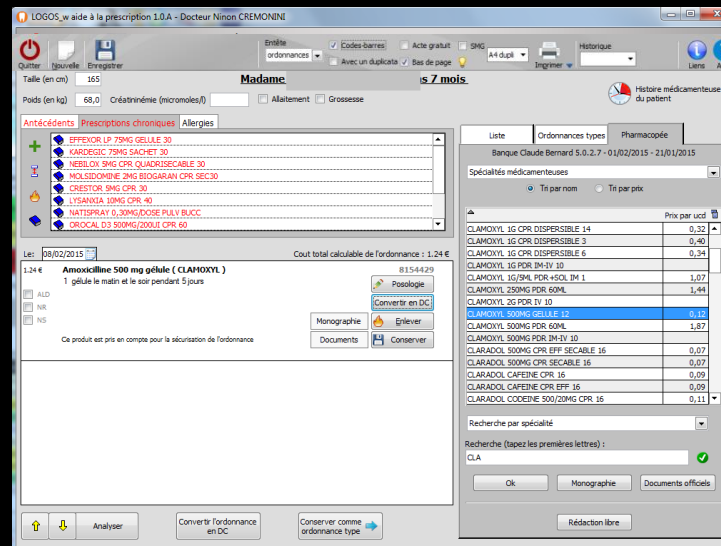 LOGOS_w aide à la prescription 1.0.A - Docteur Ninon CREMONINI
Quitter
Nouvelle
Enregistrer
Entête
ordonnances
Codes-barres
Acte gratuit
SMG
Avec un duplicata
Bas de page
A4 dupli
Imprimer
Historique
Liens
Taille (en cm) 165
Madame
s 7 mois
Poids (en kg) 68,0 Créatininémie (micromoles/l)
Allaitement
Grossesse
Histoire médicamenteuse
du patient
Antécédents Prescriptions chroniques Allergies
EFFEXOR LP 75MG GELULE 30
KARDEGIC 75MG SACHET 30
NEBILOX 5MG CPR QUADRISECABLE 30
MOLSIDOMINE 2MG BIOGARAN CPR SEC30
CRESTOR 5MG CPR 30
LYSANXIA 10MG CPR 40
NATISPRAY 0,30MG/DOSE PULV BUCC
OROCAL D3 500MG/200UI CPR 60
Le: 08/02/2015
Cout total calculable de l'ordonnance : 1.24 €
1.24 € Amoxicilline 500 mg gélule ( CLAMOXYL ) 8154429
1 gélule le matin et le soir pendant 5 jours
ALD
NR
NS
Posologie
Convertir en DC
Monographie
Enlever
Ce produit est pris en compte pour la sécurisation de l'ordonnance
Documents
Conserver
Analyser
Convertir l'ordonnance
en DC
Conserver comme
ordonnance type
Liste
Ordonnances types
Pharmacopée
Banque Claude Bernard 5.0.2.7 - 01/02/2015 - 21/01/2015
Spécialités médicamenteuses
Tri par nom
Tri par prix
Prix par ucd
CLAMOXYL 1G CPR DISPERSIBLE 14 0,32
CLAMOXYL 1G CPR DISPERSIBLE 3 0,40
CLAMOXYL 1G CPR DISPERSIBLE 6 0,34
CLAMOXYL 1G PDR IM-IV 10
CLAMOXYL 1G/5ML PDR +SOL IM 1 1,07
CLAMOXYL 250MG PDR 60ML 1,44
CLAMOXYL 2G PDR IV 10
CLAMOXYL 500MG GELULE 12 0,12
CLAMOXYL 500MG PDR 60ML 1,87
CLAMOXYL 500MG PDR IM-IV 10
CLARADOL 500MG CPR EFF SECABLE 16 0,07
CLARADOL 500MG CPR SECABLE 16 0,07
CLARADOL CAFEINE CPR 16 0,09
CLARADOL CAFEINE CPR EFF 16 0,09
CLARADOL CODEINE 500/20MG CPR 16 0,11
Recherche par spécialité
Recherche (tapez les premières lettres) :
CLA
Ok
Monographie
Documents officiels
Rédaction libre